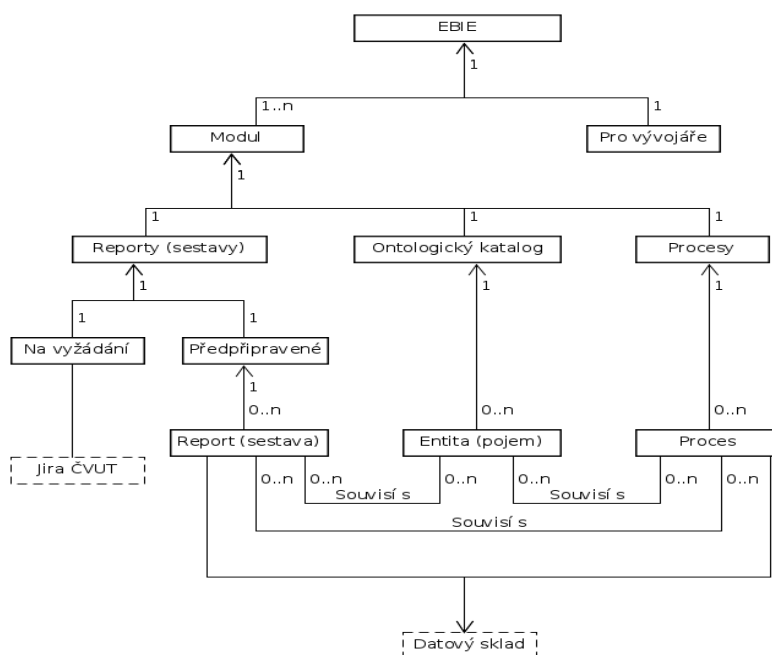 EBIE
1
1..n
1
Modul
Pro vývojáře
1
1
1
1
Reporty (sestavy)
Ontologický katalog
Procesy
1
1
1
1
1
Na vyžádání
Předpřipravené
1
0..n
0..n
0..n
Report (sestava)
Entita (pojem)
Proces
Jira ČVUT
0..n
0..n
0..n
0..n
0..n
0..n
Souvisí s
Souvisí s
Souvisí s
Datový sklad